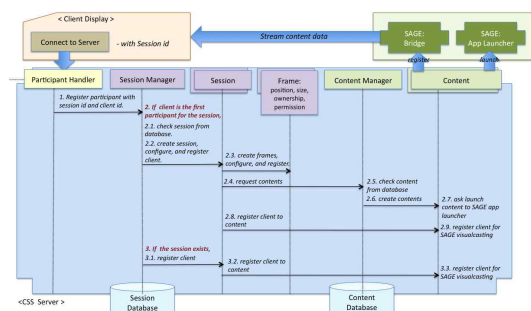 < Client Display >
Connect to Server
- with Session id
Stream content data
SAGE:
Bridge
SAGE:
App Launcher
register
launch
Participant Handler
Session Manager
Session
Frame:
position, size,
ownership,
permission
Content Manager
Content
1. Register participant with
session id and client id.
2. If client is the first
participant for the session,
2.1. check session from
database.
2.2. create session,
configure, and register
client.
2.3. create frames,
configure, and register.
2.4. request contents
2.5. check content
from database
2.6. create contents
2.7. ask launch
content to SAGE app
launcher
2.8. register client to
content
2.9. register client for
SAGE visualcasting
3. If the session exists,
3.1. register client
3.2. register client to
content
3.3. register client for
SAGE visualcasting
<CSS Server >
Session
Database
Content
Database